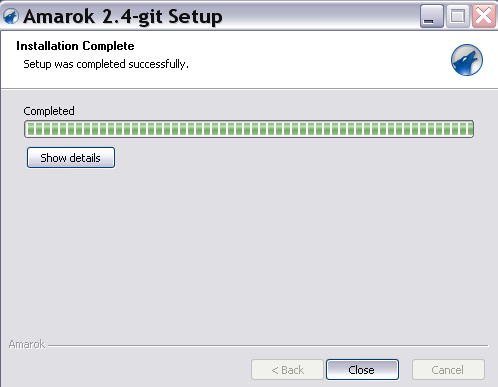 Amarok 2.4-git Setup
Installation Complete
Setup was completed successfully.
Completed
Show details
Amarok
< Back
Close
Cancel